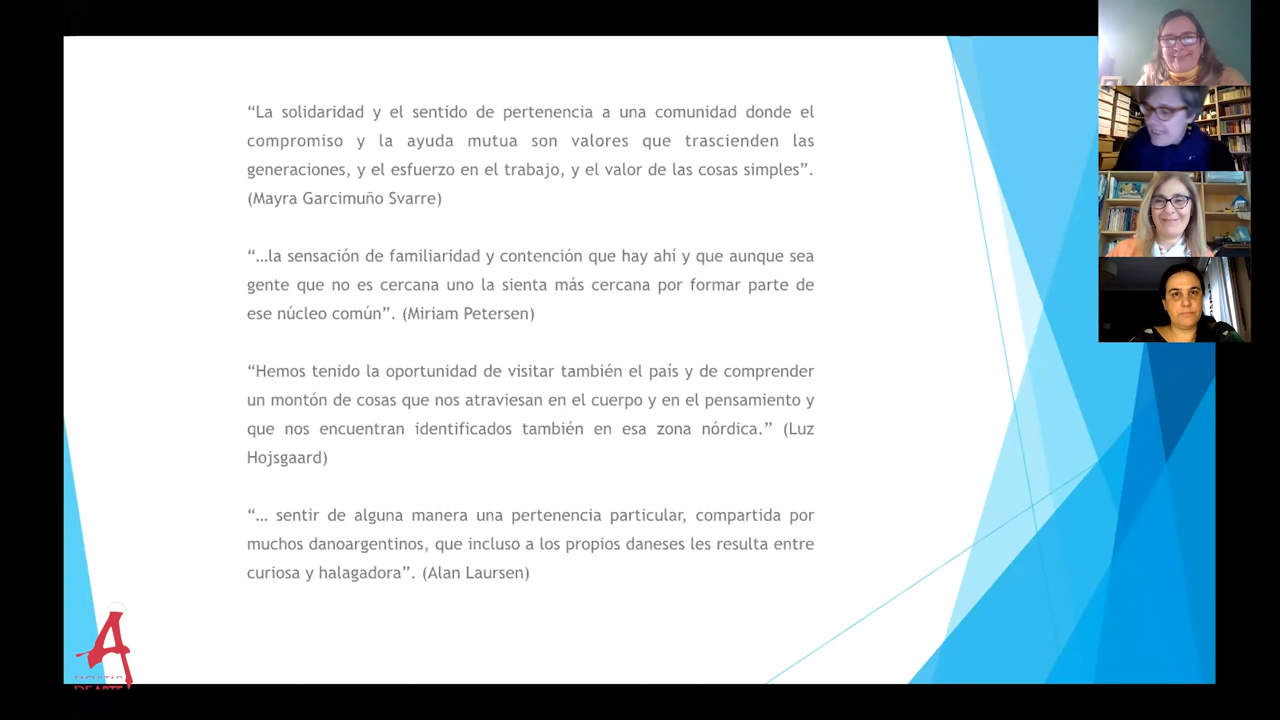 “La solidaridad y el sentido de pertenencia a una comunidad donde el
compromiso y la ayuda mutua son valores que trascienden las
generaciones, y el esfuerzo en el trabajo, y el valor de las cosas simples”.
(Mayra Garcimuño Svarre)
“…la sensación de familiaridad y contención que hay ahí y que aunque sea
gente que no es cercana uno la sienta más cercana por formar parte de
ese núcleo común”. (Miriam Petersen)
“Hemos tenido la oportunidad de visitar también el país y de comprender
un montón de cosas que nos atraviesan en el cuerpo y en el pensamiento y
que nos encuentran identificados también en esa zona nórdica.” (Luz
Hojsgaard)
“… sentir de alguna manera una pertenencia particular, compartida por
muchos danoargentinos, que incluso a los propios daneses les resulta entre
curiosa y halagadora”. (Alan Laursen)
A